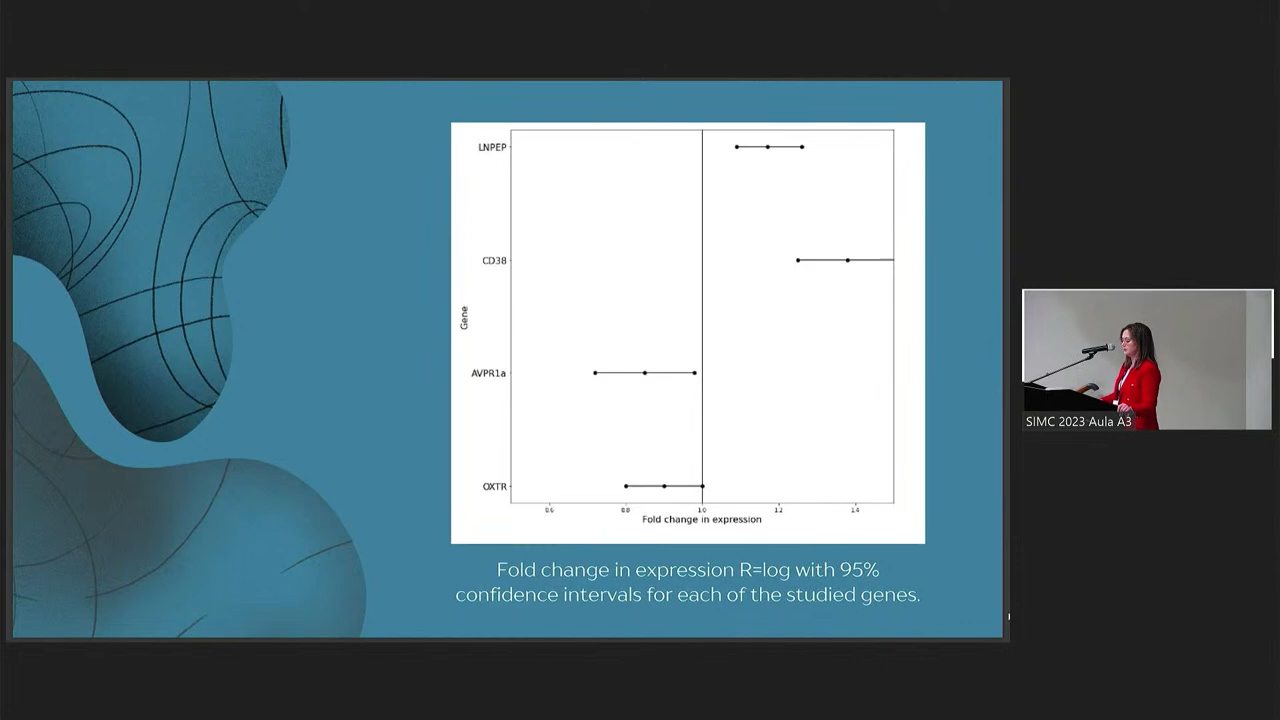 LNPEP
CD38
Gene
AVPR1a
OXTR
0.6 0.8 1.0 1.2 1.4
Fold change in expression
Fold change in expression R=log with 95%
confidence intervals for each of the studied genes.
SIMC 2023 Aula A3